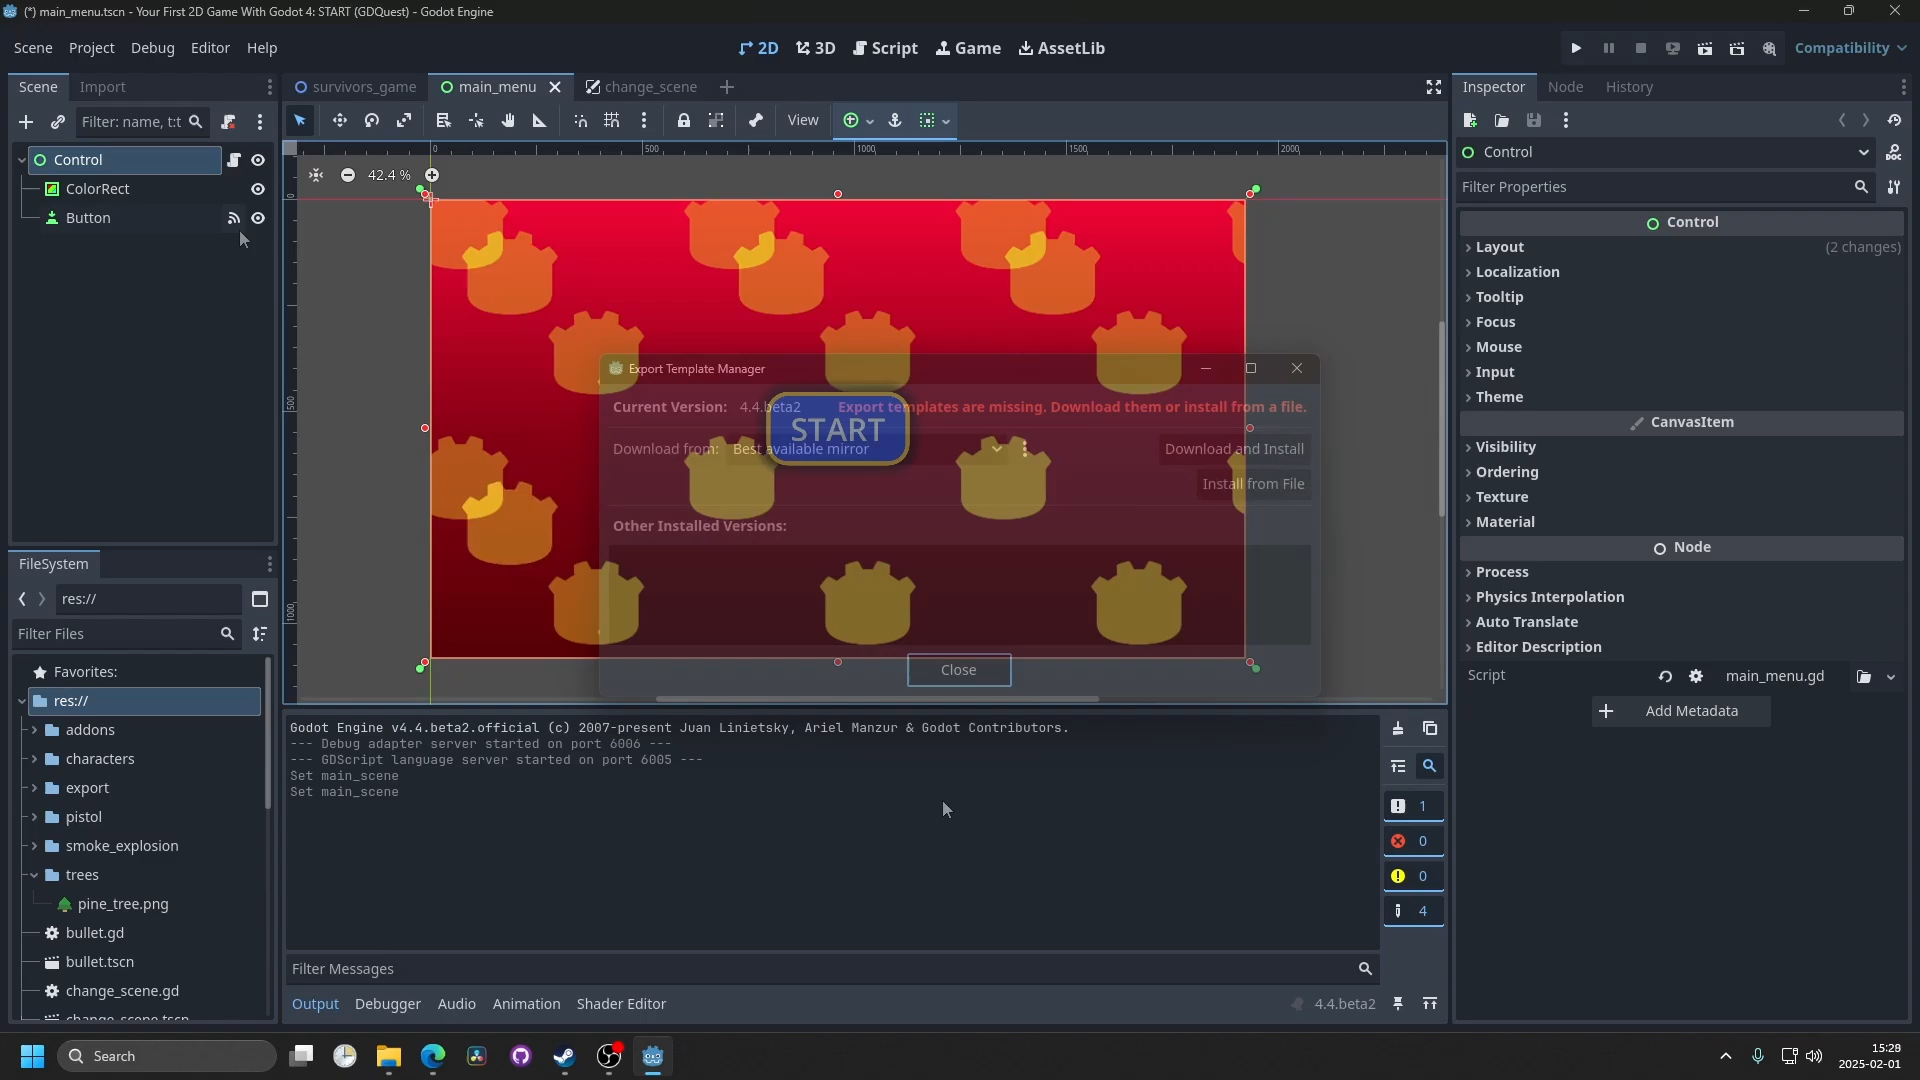 (*) main_menu.tscn - Your First 2D Game With Godot 4: START (GDQuest) - Godot Engine
Scene Project Debug Editor Help
2D 3D Script Game AssetLib
Compatibility
Scene Import
survivors_game main_menu change_scene
Inspector Node History
Filter: name, t:t
View
Control
ColorRect
Button
0 500 1000 1500 2000
42.4 %
0
500
1000
Export Template Manager
Current Version: 4.4.beta2 Export templates are missing. Download them or install from a file.
START
Download from: Best available mirror Download and Install
Install from File
Other Installed Versions:
Close
FileSystem
res://
Filter Files
Favorites:
res://
addons
characters
export
pistol
smoke_explosion
trees
pine_tree.png
bullet.gd
bullet.tscn
change_scene.gd
change_scene.tscn
Godot Engine v4.4.beta2.official (c) 2007-present Juan Linietsky, Ariel Manzur & Godot Contributors.
--- Debug adapter server started on port 6006 ---
--- GDScript language server started on port 6005 ---
Set main_scene
Set main_scene
1
0
0
4
Filter Messages
Output Debugger Audio Animation Shader Editor
4.4.beta2
Control
DOC
Filter Properties
Control
Layout (2 changes)
Localization
Tooltip
Focus
Mouse
Input
Theme
CanvasItem
Visibility
Ordering
Texture
Material
Node
Process
Physics Interpolation
Auto Translate
Editor Description
Script main_menu.gd
Add Metadata
Search
15:29
2025-02-01